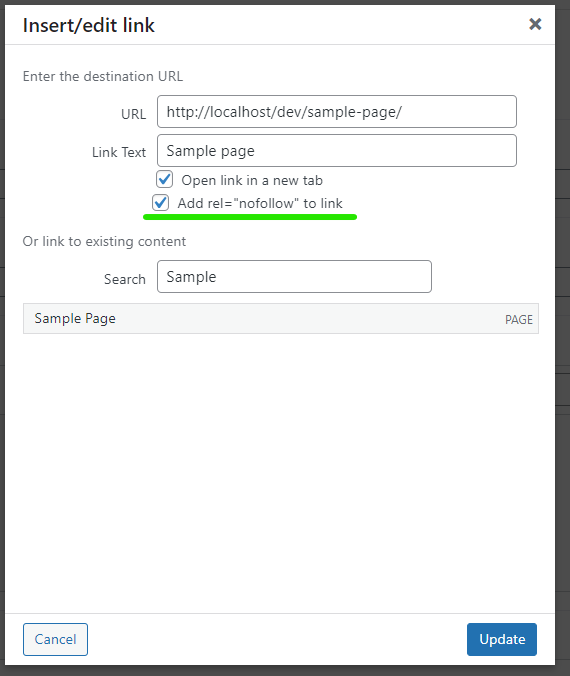 Insert/edit link
Enter the destination URL
URL http://localhost/dev/sample-page/
Link Text Sample page
Open link in a new tab
Add rel="nofollow" to link
Or link to existing content
Search Sample
Sample Page PAGE
Cancel Update